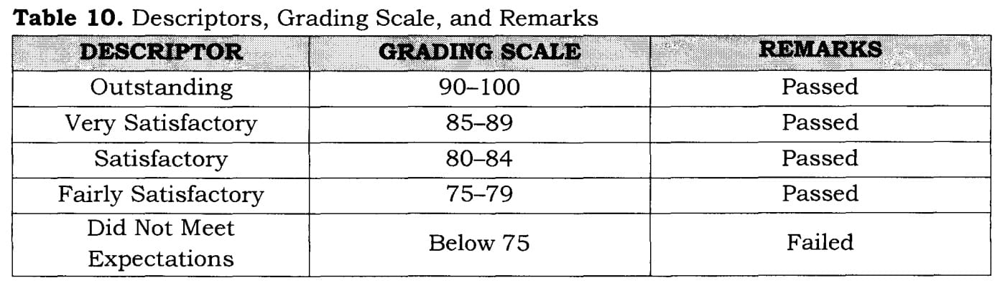 Table 10. Descriptors, Grading Scale, and Remarks
DESCRIPTOR GRADING SCALE REMARKS
Outstanding 90–100 Passed
Very Satisfactory 85–89 Passed
Satisfactory 80–84 Passed
Fairly Satisfactory 75–79 Passed
Did Not Meet
Expectations Below 75 Failed